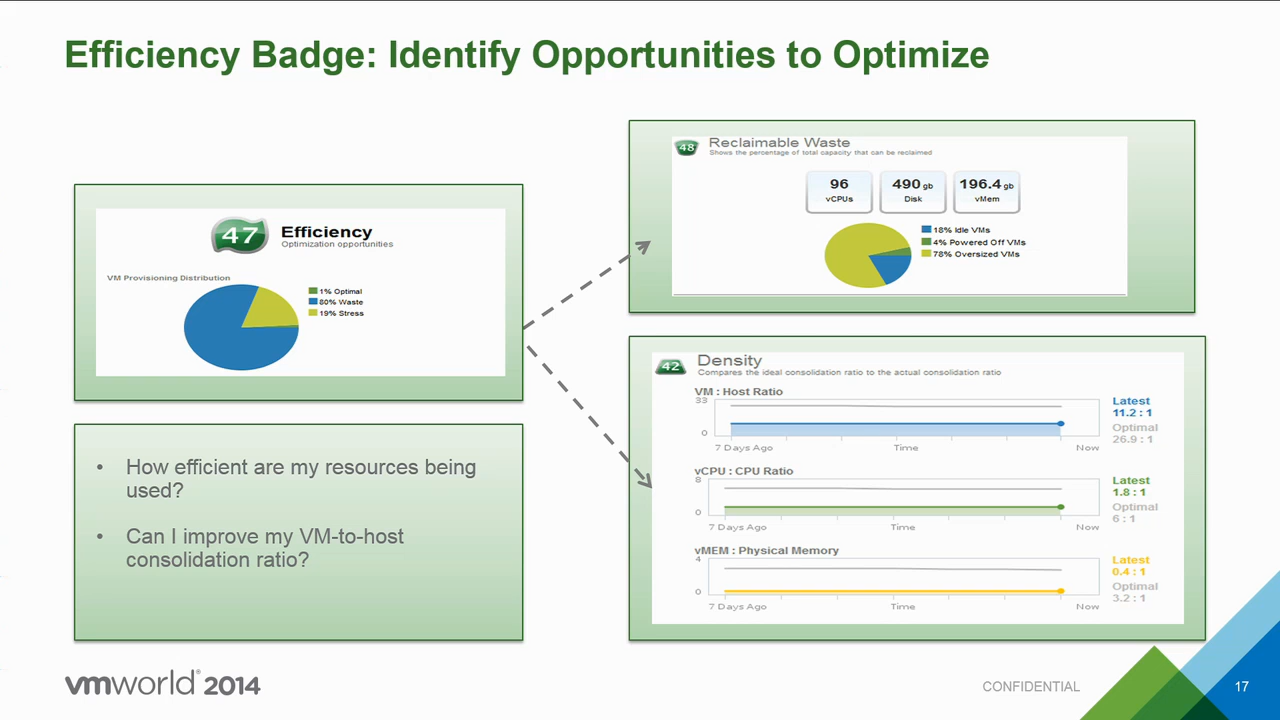 Efficiency Badge: Identify Opportunities to Optimize
47
Efficiency
Optimization opportunities
VM Provisioning Distribution
1% Optimal
80% Waste
19% Stress
• How efficient are my resources being
used?
• Can I improve my VM-to-host
consolidation ratio?
48
Reclaimable Waste
Shows the percentage of total capacity that can be reclaimed
96
vCPUs
490 gb
Disk
196.4 gb
vMem
18% Idle VMs
4% Powered Off VMs
78% Oversized VMs
42
Density
Compares the ideal consolidation ratio to the actual consolidation ratio
VM : Host Ratio
33
0
7 Days Ago Time Now
Latest
11.2 : 1
Optimal
26.9 : 1
vCPU : CPU Ratio
8
0
7 Days Ago Time Now
Latest
1.8 : 1
Optimal
6 : 1
vMEM : Physical Memory
4
0
7 Days Ago Time Now
Latest
0.4 : 1
Optimal
3.2 : 1
vmworld® 2014
CONFIDENTIAL
17